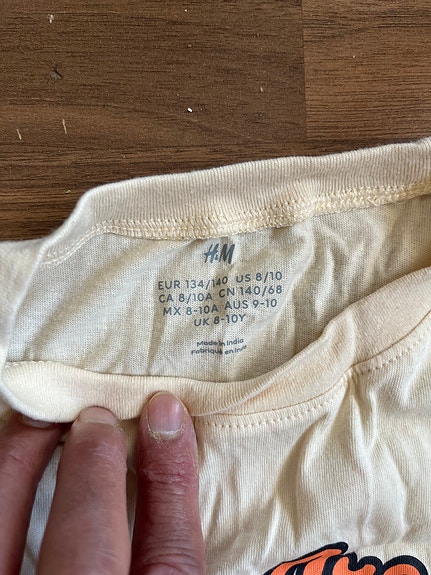 H&M
EUR 134/140 US 8/10
CA 8/10A CN 140/68
MX 8-10A AUS 9-10
UK 8-10Y
Made in India
Fabriqué en Inde